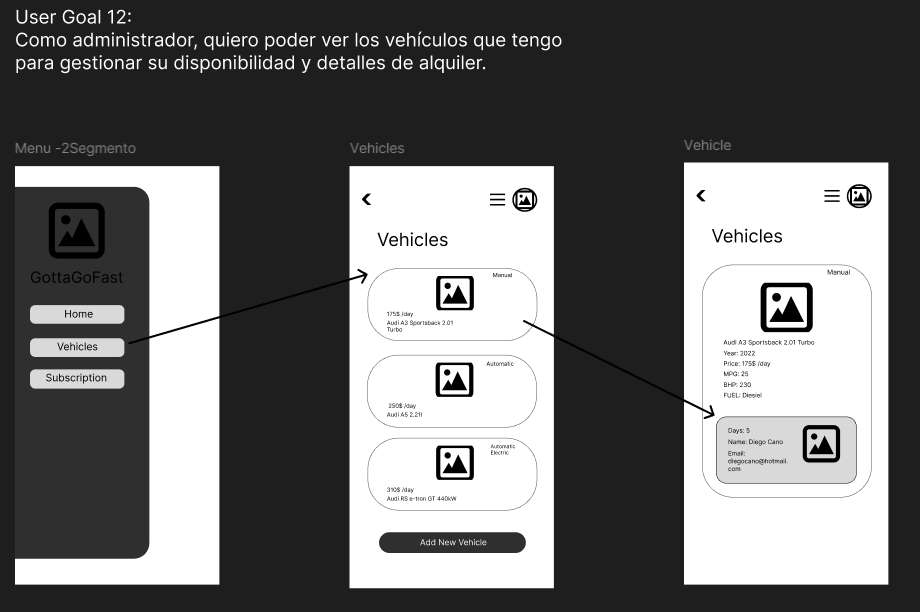 User Goal 12:
Como administrador, quiero poder ver los vehículos que tengo
para gestionar su disponibilidad y detalles de alquiler.
Menu -2Segmento
GottaGoFast
Home
Vehicles
Subscription
Vehicles
Vehicles
Manual
175$ /day
Audi A3 Sportsback 2.01
Turbo
Automatic
250$ /day
Audi A5 2.21l
Automatic
Electric
310$ /day
Audi RS e-tron GT 440kW
Add New Vehicle
Vehicle
Vehicles
Manual
Audi A3 Sportsback 2.01 Turbo
Year: 2022
Price: 175$ /day
MPG: 25
BHP: 230
FUEL: Diesiel
Days: 5
Name: Diego Cano
Email:
diegocano@hotmail.
com